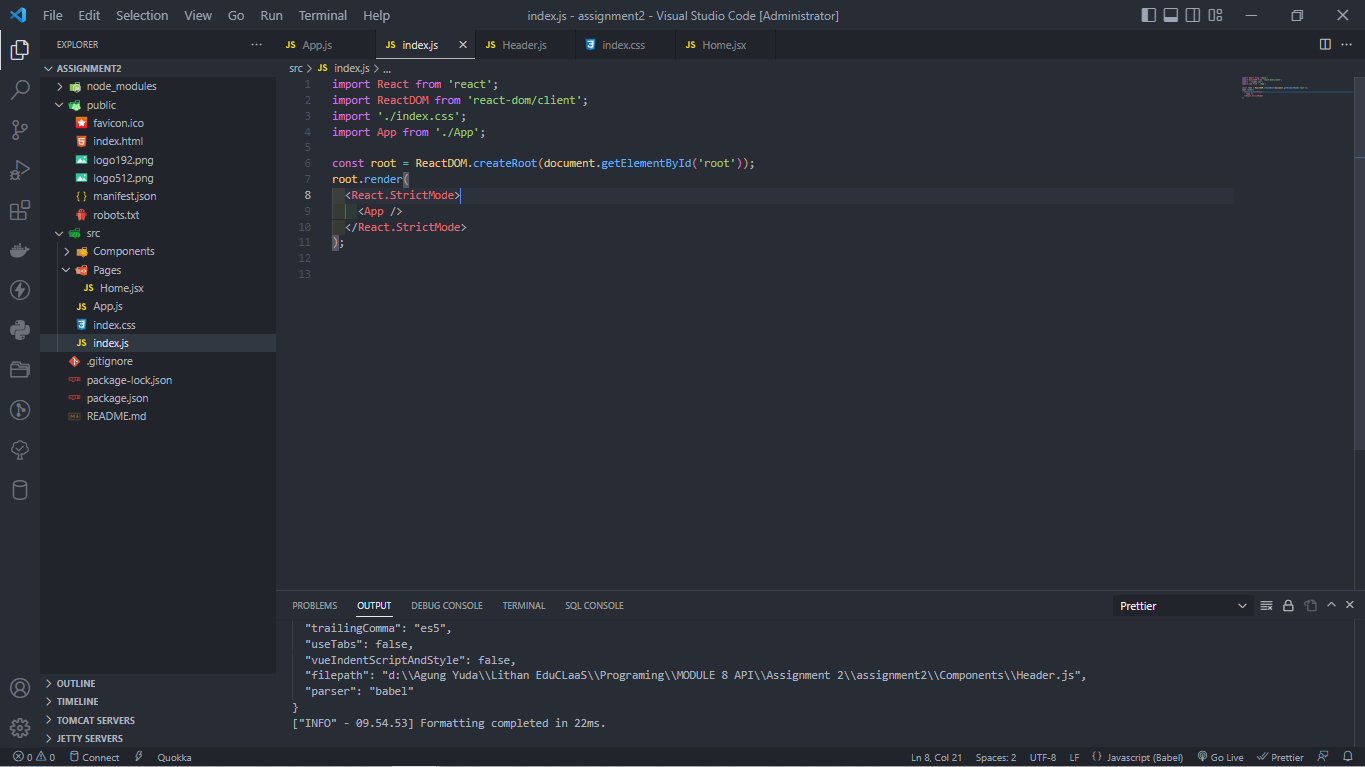 File Edit Selection View Go Run Terminal Help index.js - assignment2 - Visual Studio Code [Administrator]
EXPLORER
ASSIGNMENT2
node_modules
public
favicon.ico
index.html
logo192.png
logo512.png
manifest.json
robots.txt
src
Components
Pages
JS Home.jsx
JS App.js
index.css
JS index.js
.gitignore
package-lock.json
package.json
README.md
OUTLINE
TIMELINE
TOMCAT SERVERS
JETTY SERVERS
JS App.js JS index.js JS Header.js index.css JS Home.jsx
src > JS index.js > ...
1 import React from 'react';
2 import ReactDOM from 'react-dom/client';
3 import './index.css';
4 import App from './App';
5
6 const root = ReactDOM.createRoot(document.getElementById('root'));
7 root.render(
8 <React.StrictMode>
9 <App />
10 </React.StrictMode>
11 );
12
13
PROBLEMS OUTPUT DEBUG CONSOLE TERMINAL SQL CONSOLE Prettier
"trailingComma": "es5",
"useTabs": false,
"vueIndentScriptAndStyle": false,
"filepath": "d:\\Agung Yuda\\Lithan EduCLaaS\\Programing\\MODULE 8 API\\Assignment 2\\assignment2\\Components\\Header.js",
"parser": "babel"
}
["INFO" - 09.54.53] Formatting completed in 22ms.
0 0 Connect Quokka Ln 8, Col 21 Spaces: 2 UTF-8 LF {} Javascript (Babel) Go Live Prettier